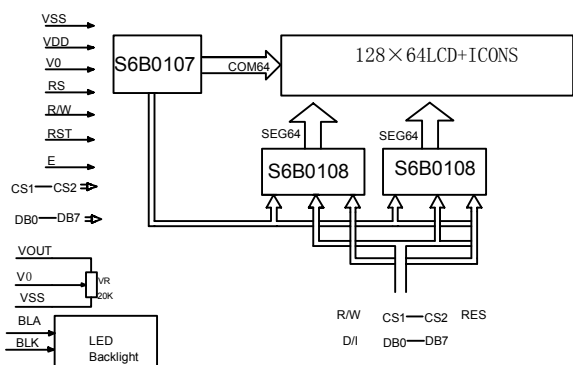 VSS
VDD
V0
RS
R/W
RST
E
CS1—CS2
DB0—DB7
S6B0107
COM64
128×64LCD+ICONS
SEG64
SEG64
S6B0108
S6B0108
VOUT
V0
VR
20K
VSS
BLA
BLK
LED
Backlight
R/W CS1—CS2 RES
D/I DB0—DB7